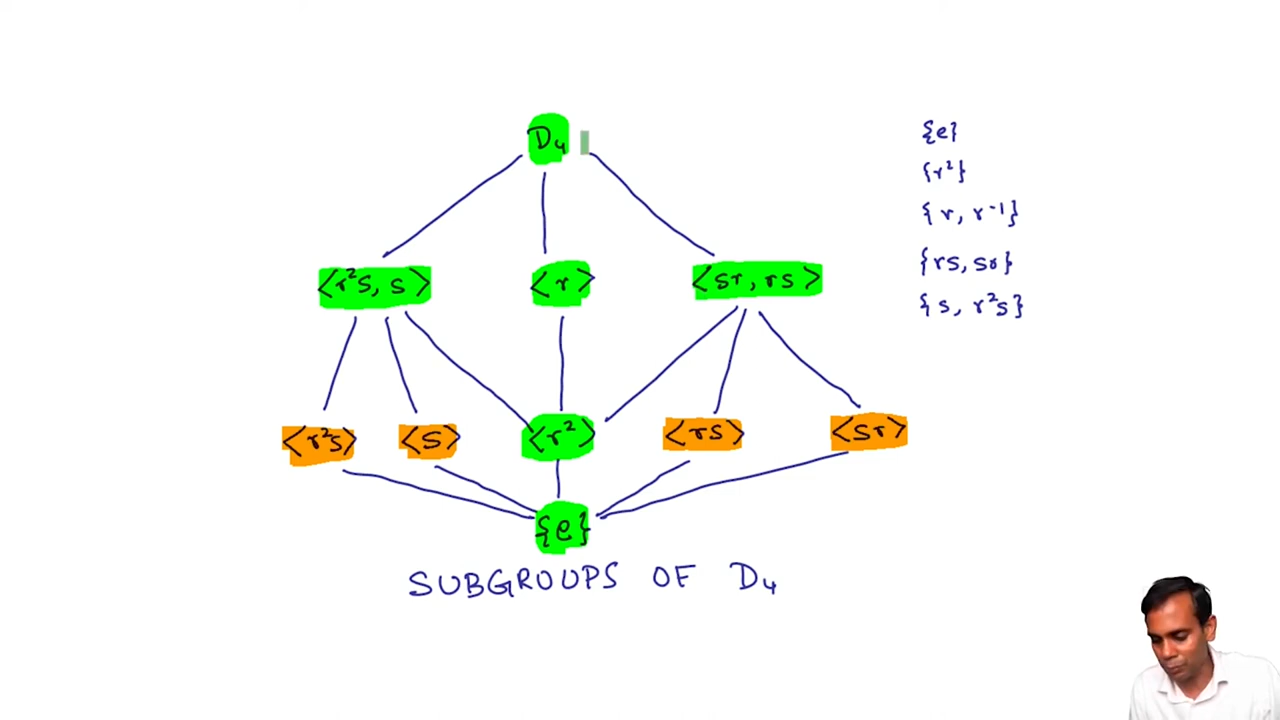 D₄
<r²s, s> <r> <sr, rs>
<r²s> <s> <r²> <rs> <sr>
{e}
SUBGROUPS OF D₄
{e}
{r²}
{r, r⁻¹}
{rs, sr}
{s, r²s}